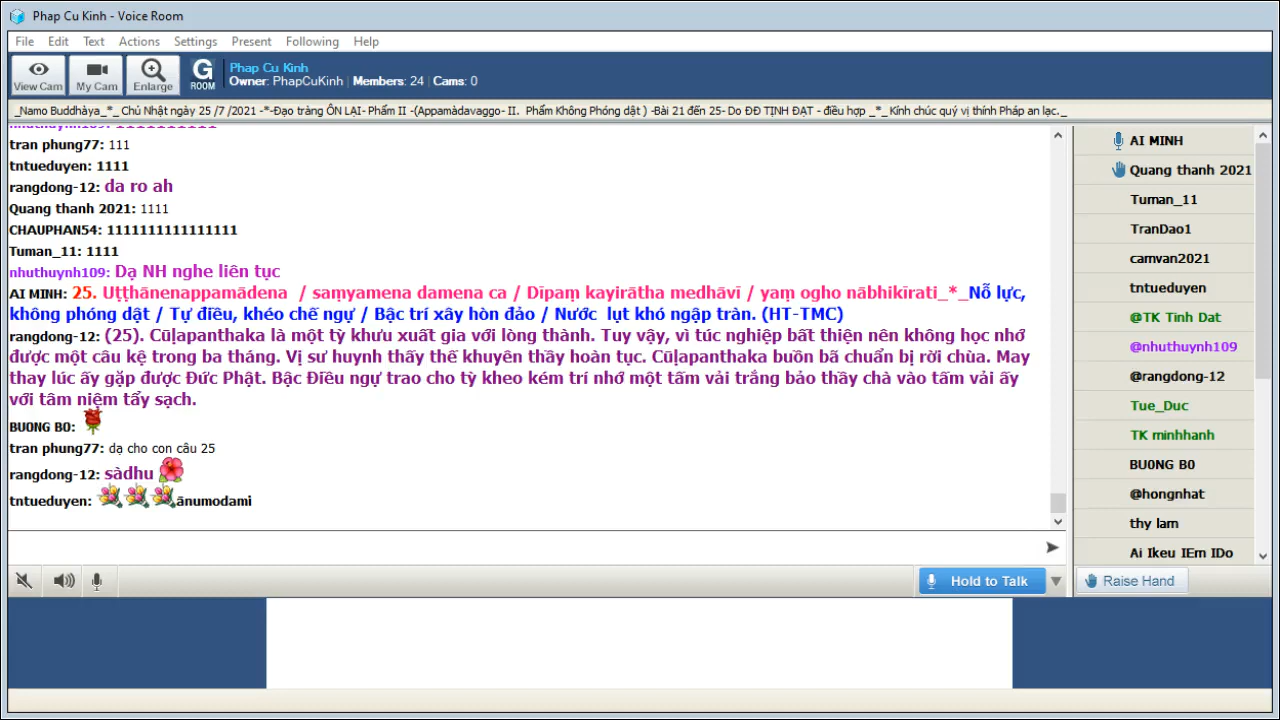 Phap Cu Kinh - Voice Room
File Edit Text Actions Settings Present Following Help
View Cam My Cam Enlarge G ROOM
Phap Cu Kinh
Owner: PhapCuKinh | Members: 24 | Cams: 0
_Namo Buddhàya_*_ Chủ Nhật ngày 25 /7 /2021 -*-Đạo tràng ÔN LẠI- Phẩm II -(Appamàdavaggo- II. Phẩm Không Phóng dật ) -Bài 21 đến 25- Do ĐĐ TỊNH ĐẠT - điều hợp _*_ Kính chúc quý vị thính Pháp an lạc._
nhuthuynh109: 1111111111
tran phung77: 111
tntueduyen: 1111
rangdong-12: da ro ah
Quang thanh 2021: 1111
CHAUPHAN54: 1111111111111111
Tuman_11: 1111
nhuthuynh109: Dạ NH nghe liên tục
AI MINH: 25. Uṭṭhānenappamādena / saṃyamena damena ca / Dīpaṃ kayirātha medhāvī / yaṃ ogho nābhikīrati_*_Nỗ lực,
không phóng dật / Tự điều, khéo chế ngự / Bậc trí xây hòn đảo / Nước lụt khó ngập tràn. (HT-TMC)
rangdong-12: (25). Cūḷapanthaka là một tỳ khưu xuất gia với lòng thành. Tuy vậy, vì túc nghiệp bất thiện nên không học nhớ
được một câu kệ trong ba tháng. Vị sư huynh thấy thế khuyên thầy hoàn tục. Cūḷapanthaka buồn bã chuẩn bị rời chùa. May
thay lúc ấy gặp được Đức Phật. Bậc Điều ngự trao cho tỳ kheo kém trí nhớ một tấm vải trắng bảo thầy chà vào tấm vải ấy
với tâm niệm tẩy sạch.
BU0NG B0:
tran phung77: dạ cho con câu 25
rangdong-12: sàdhu
tntueduyen: ānumodami
AI MINH
Quang thanh 2021
Tuman_11
TranDao1
camvan2021
tntueduyen
@TK Tinh Dat
@nhuthuynh109
@rangdong-12
Tue_Duc
TK minhhanh
BU0NG B0
@hongnhat
thy lam
Ai Ikeu IEm IDo
Hold to Talk
Raise Hand